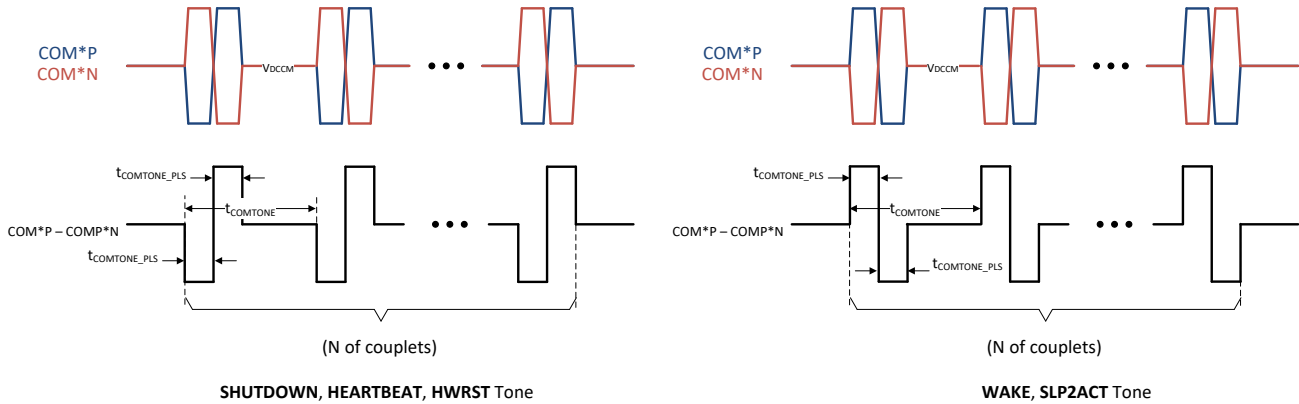 COM*P
COM*N
VDCCM
tCOMTONE_PLS
tCOMTONE
COM*P – COMP*N
tCOMTONE_PLS
(N of couplets)
SHUTDOWN, HEARTBEAT, HWRST Tone
COM*P
COM*N
VDCCM
tCOMTONE_PLS
tCOMTONE
COM*P – COMP*N
tCOMTONE_PLS
(N of couplets)
WAKE, SLP2ACT Tone